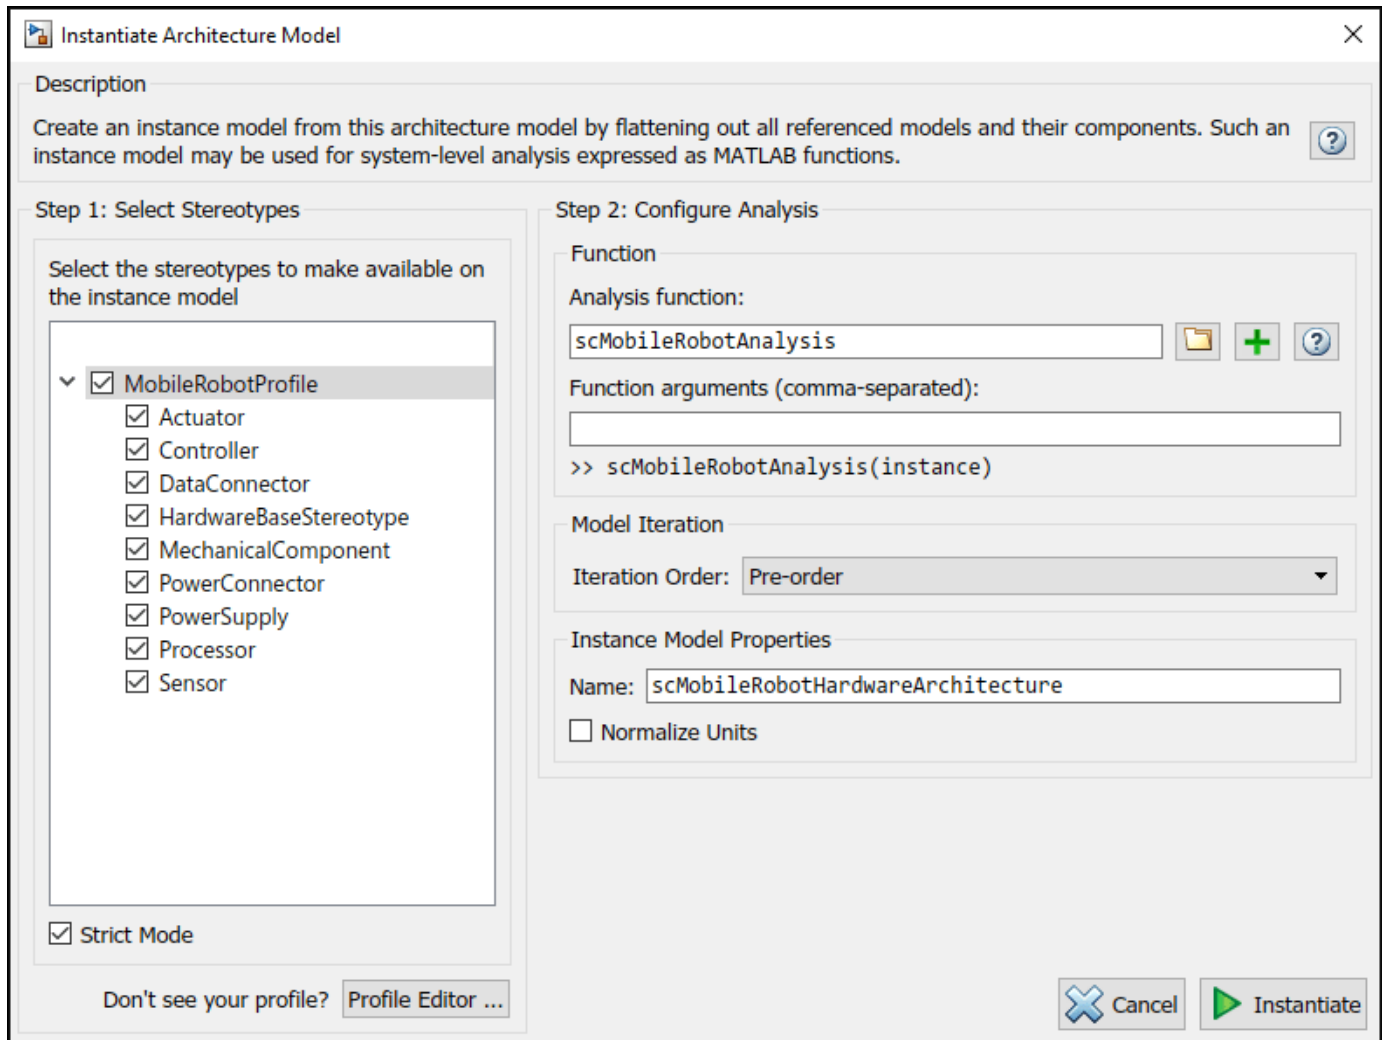 Instantiate Architecture Model
Description
Create an instance model from this architecture model by flattening out all referenced models and their components. Such an
instance model may be used for system-level analysis expressed as MATLAB functions.
Step 1: Select Stereotypes
Select the stereotypes to make available on
the instance model
MobileRobotProfile
Actuator
Controller
DataConnector
HardwareBaseStereotype
MechanicalComponent
PowerConnector
PowerSupply
Processor
Sensor
Strict Mode
Don't see your profile? Profile Editor ...
Step 2: Configure Analysis
Function
Analysis function:
scMobileRobotAnalysis
Function arguments (comma-separated):
>> scMobileRobotAnalysis(instance)
Model Iteration
Iteration Order: Pre-order
Instance Model Properties
Name: scMobileRobotHardwareArchitecture
Normalize Units
Cancel Instantiate